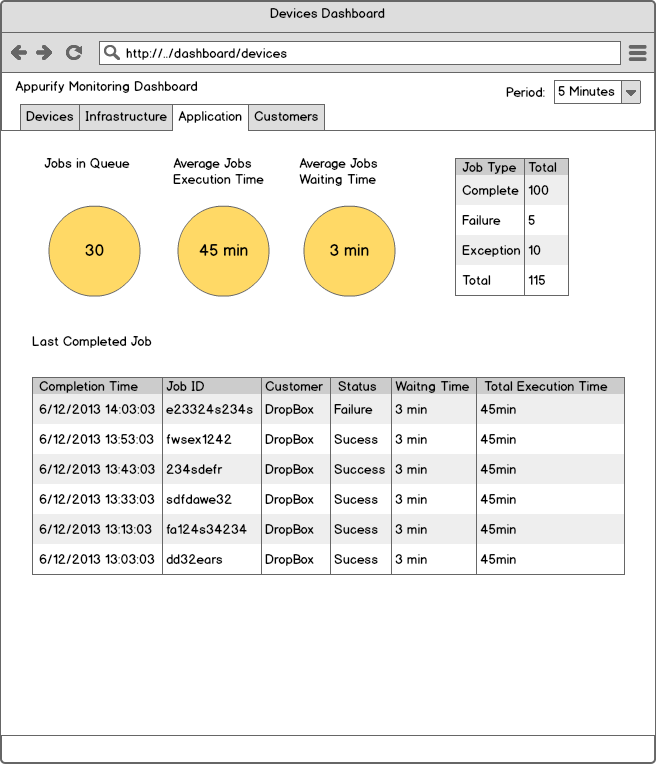 Devices Dashboard
http://../dashboard/devices
Appurify Monitoring Dashboard
Period: 5 Minutes
Devices Infrastructure Application Customers
Jobs in Queue
Average Jobs
Execution Time
Average Jobs
Waiting Time
30
45 min
3 min
Job Type Total
Complete 100
Failure 5
Exception 10
Total 115
Last Completed Job
Completion Time Job ID Customer Status Waitng Time Total Execution Time
6/12/2013 14:03:03 e23324s234s DropBox Failure 3 min 45min
6/12/2013 13:53:03 fwsex1242 DropBox Sucess 3 min 45min
6/12/2013 13:43:03 234sdefr DropBox Success 3 min 45min
6/12/2013 13:33:03 sdfdawe32 DropBox Sucess 3 min 45min
6/12/2013 13:13:03 fa124s34234 DropBox Sucess 3 min 45min
6/12/2013 13:03:03 dd32ears DropBox Sucess 3 min 45min